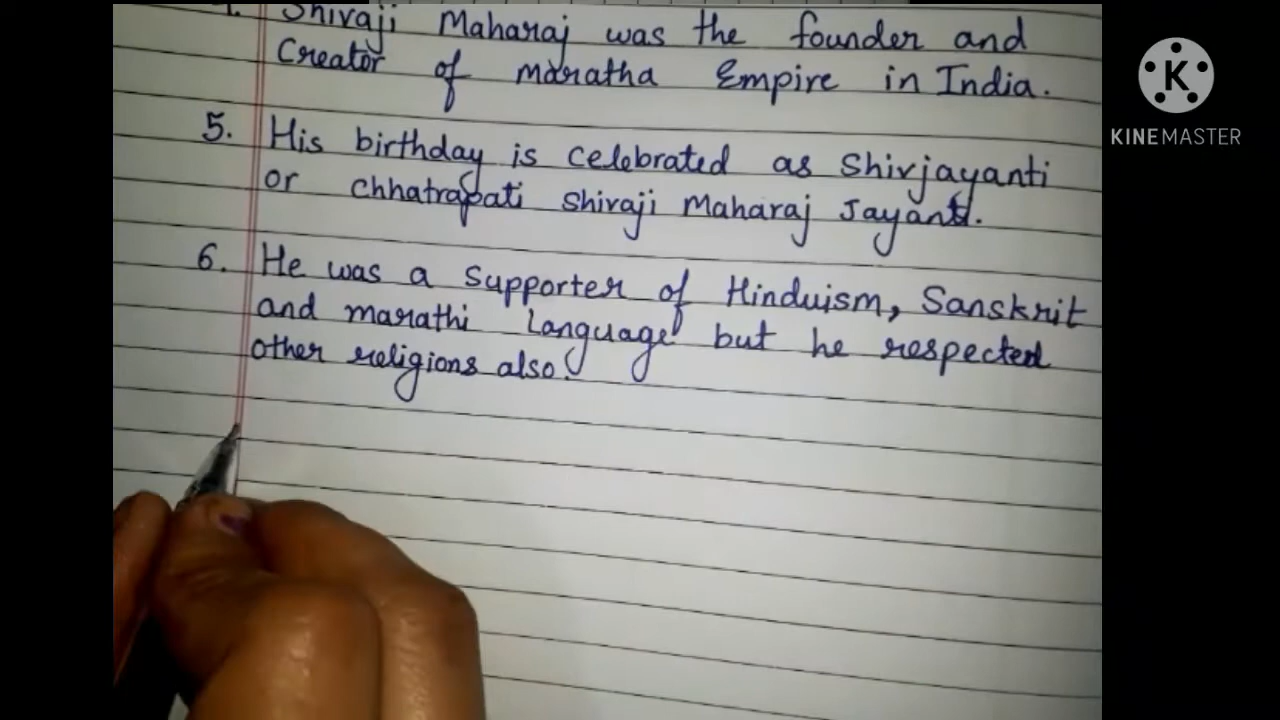 4. Shivaji Maharaj was the founder and
Creator of maratha Empire in India.
5. His birthday is celebrated as Shivjayanti
or Chhatrapati Shivaji Maharaj Jayanti.
6. He was a supporter of Hinduism, Sanskrit
and marathi language but he respected
other religions also.
K
KINEMASTER